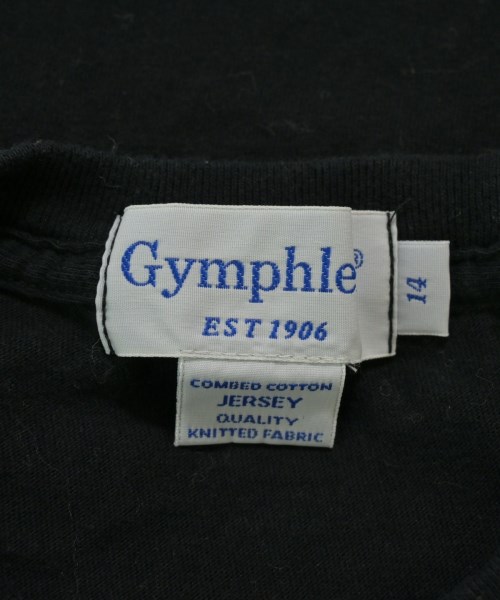 Gymphle®
EST 1906
14
COMBED COTTON
JERSEY
QUALITY
KNITTED FABRIC